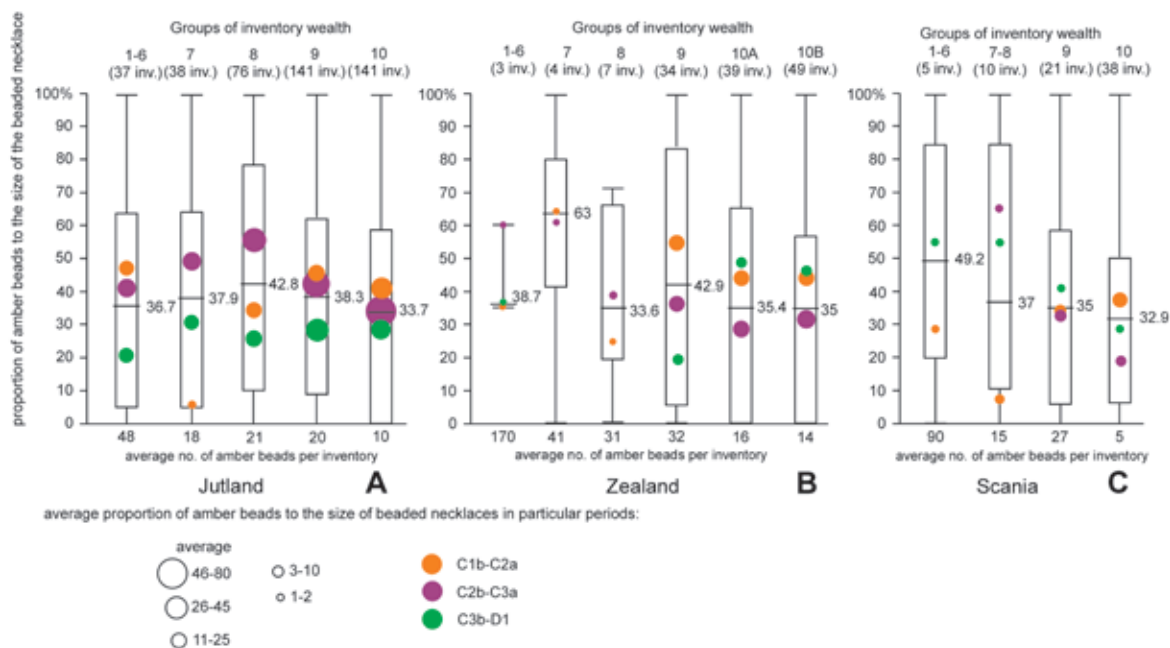 Groups of inventory wealth
1-6 7 8 9 10
(37 inv.) (38 inv.) (76 inv.) (141 inv.) (141 inv.)
proportion of amber beads to the size of the beaded necklace
100%
90
80
70
60
50
40
30
20
10
0
36.7 37.9 42.8 38.3 33.7
48 18 21 20 10
average no. of amber beads per inventory
Jutland A
Groups of inventory wealth
1-6 7 8 9 10A 10B
(3 inv.) (4 inv.) (7 inv.) (34 inv.) (39 inv.) (49 inv.)
100%
90
80
70
60
50
40
30
20
10
0
38.7 63 33.6 42.9 35.4 35
170 41 31 32 16 14
average no. of amber beads per inventory
Zealand B
Groups of inventory wealth
1-6 7-8 9 10
(5 inv.) (10 inv.) (21 inv.) (38 inv.)
100%
90
80
70
60
50
40
30
20
10
0
49.2 37 35 32.9
90 15 27 5
average no. of amber beads per inventory
Scania C
average proportion of amber beads to the size of beaded necklaces in particular periods:
average
46-80
26-45
11-25
3-10
1-2
C1b-C2a
C2b-C3a
C3b-D1